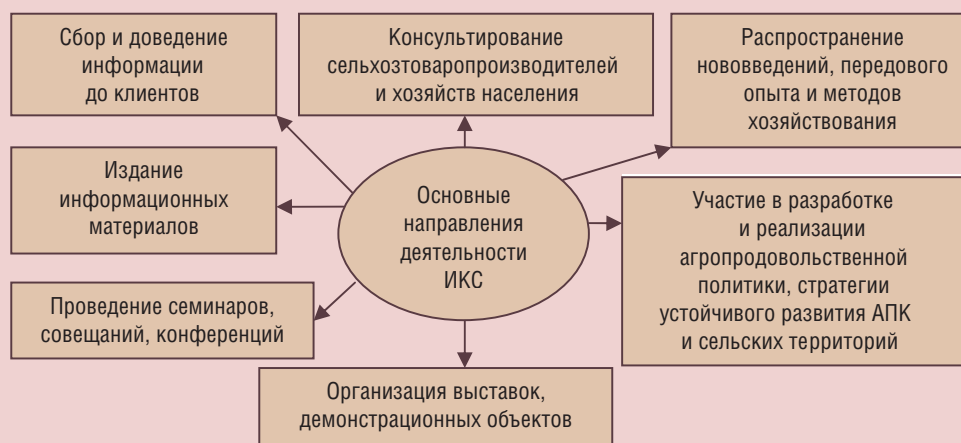 Сбор и доведение
информации
до клиентов
Консультирование
сельхозтоваропроизводителей
и хозяйств населения
Распространение
нововведений, передового
опыта и методов
хозяйствования
Издание
информационных
материалов
Основные
направления
деятельности
ИКС
Участие в разработке
и реализации
агропродовольственной
политики, стратегии
устойчивого развития АПК
и сельских территорий
Проведение семинаров,
совещаний, конференций
Организация выставок,
демонстрационных объектов